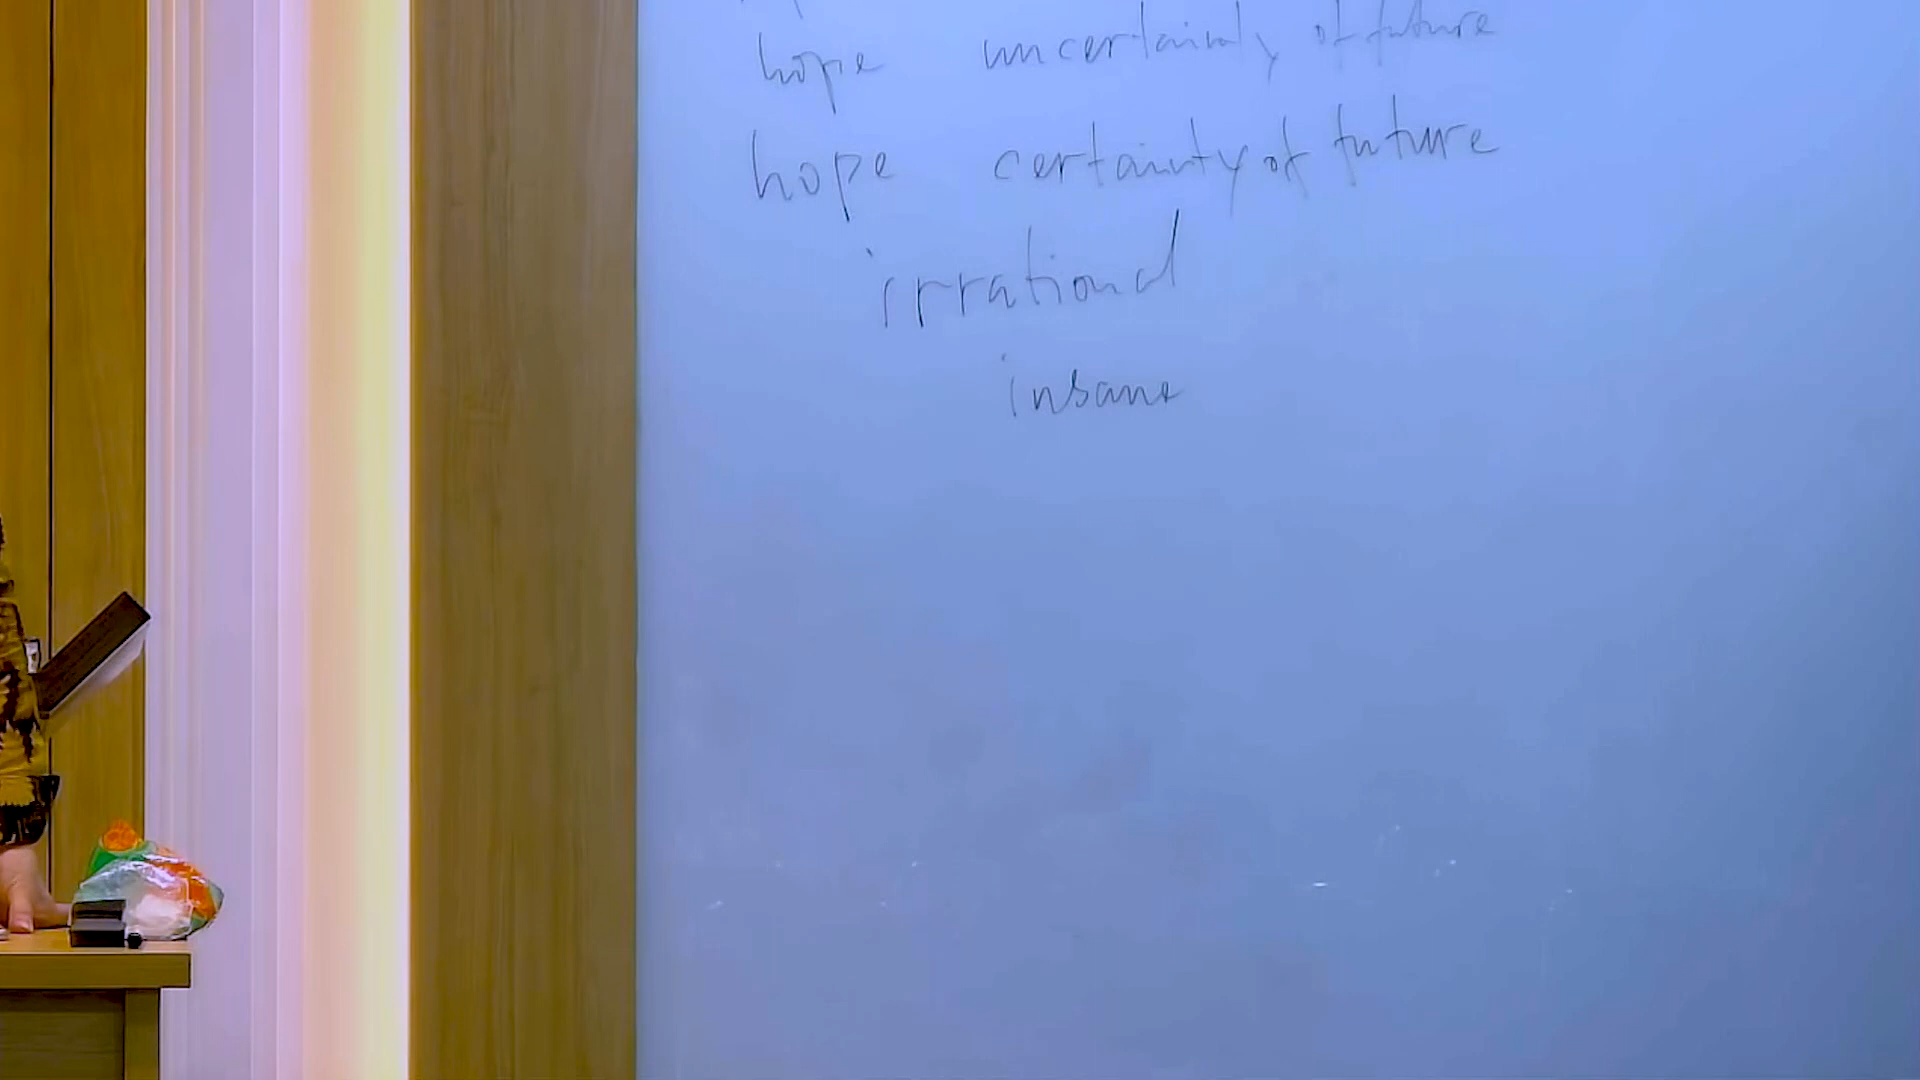 hope uncertainty of future
hope certainty of future
irrational
insane